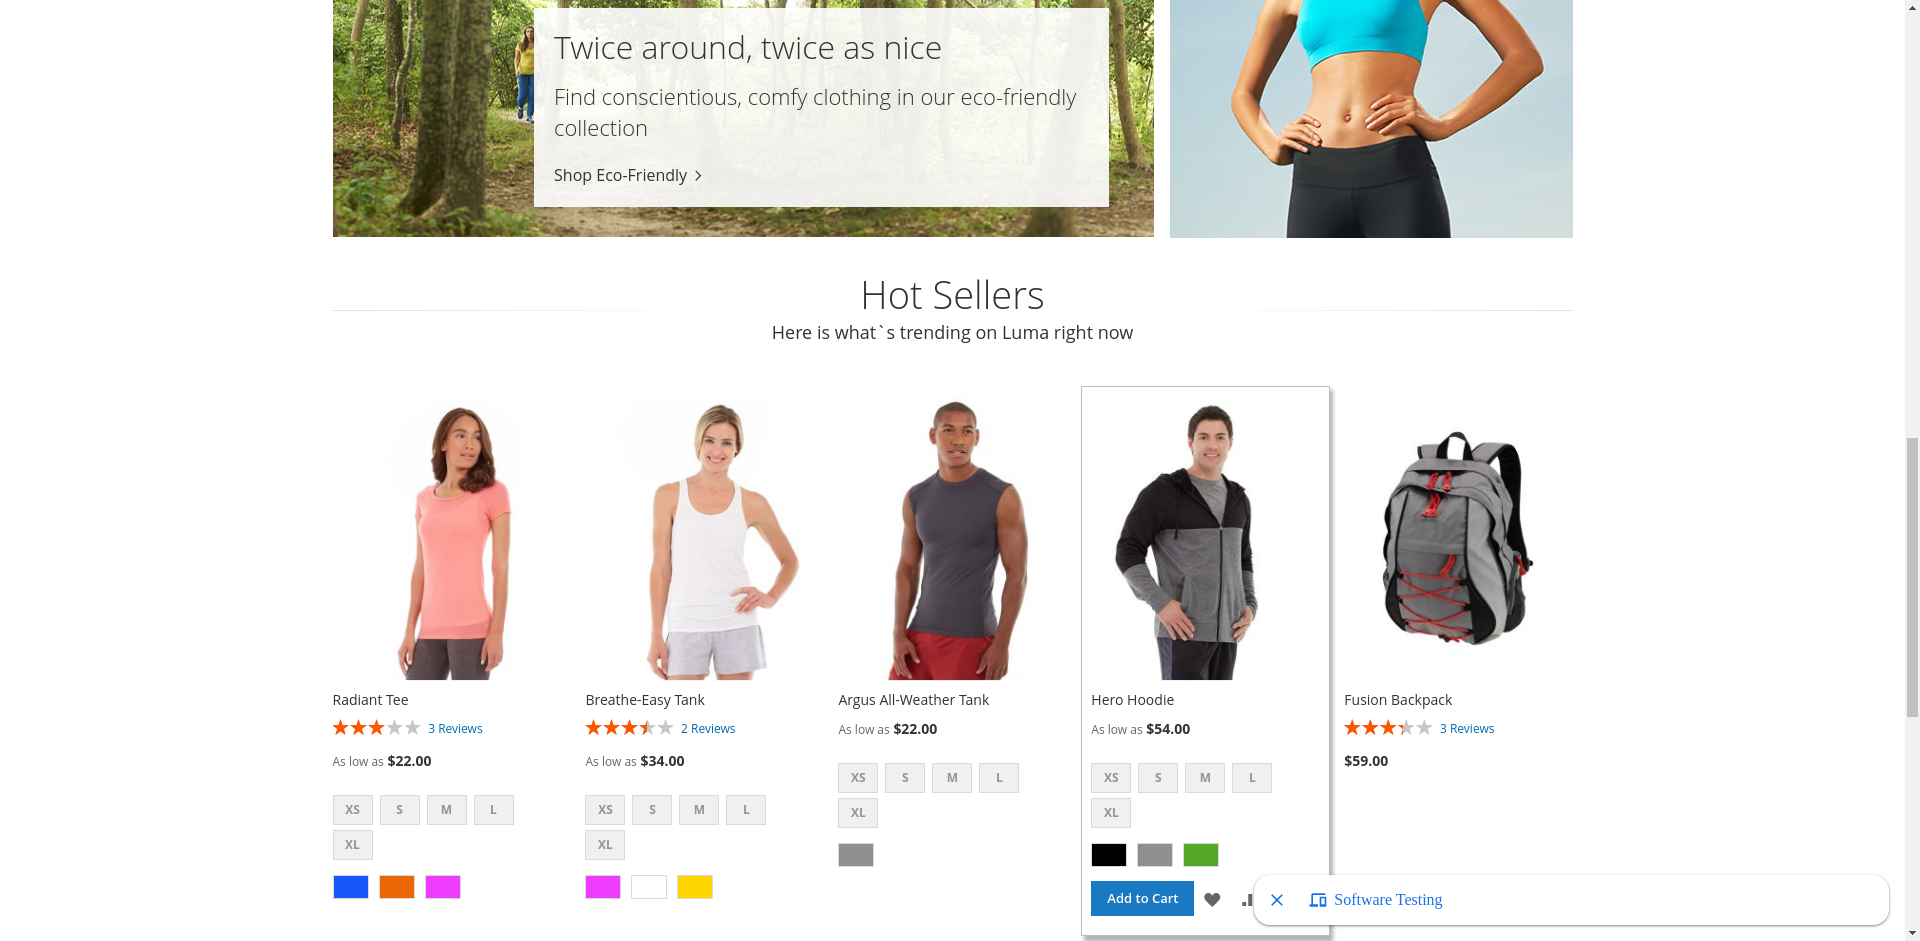 Twice around, twice as nice
Find conscientious, comfy clothing in our eco-friendly
collection
Shop Eco-Friendly
Hot Sellers
Here is what`s trending on Luma right now
Radiant Tee
3 Reviews
As low as $22.00
XS S M L
XL
Breathe-Easy Tank
2 Reviews
As low as $34.00
XS S M L
XL
Argus All-Weather Tank
As low as $22.00
XS S M L
XL
Hero Hoodie
As low as $54.00
XS S M L
XL
Add to Cart
Fusion Backpack
3 Reviews
$59.00
Software Testing